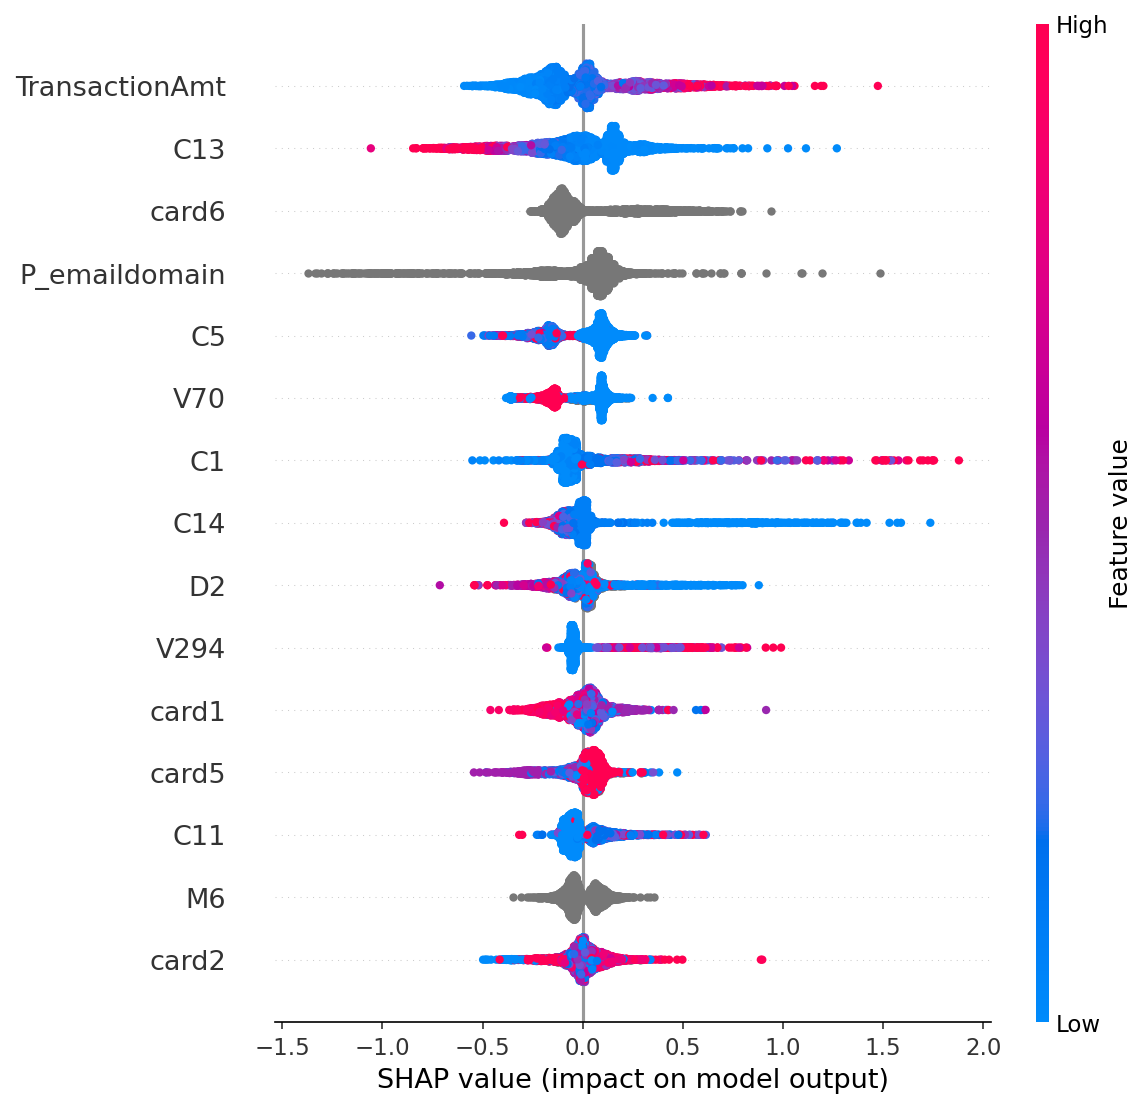 High
TransactionAmt
C13
card6
P_emaildomain
C5
V70
C1
C14
D2
V294
card1
card5
C11
M6
card2
Feature value
Low
−1.5 −1.0 −0.5 0.0 0.5 1.0 1.5 2.0
SHAP value (impact on model output)